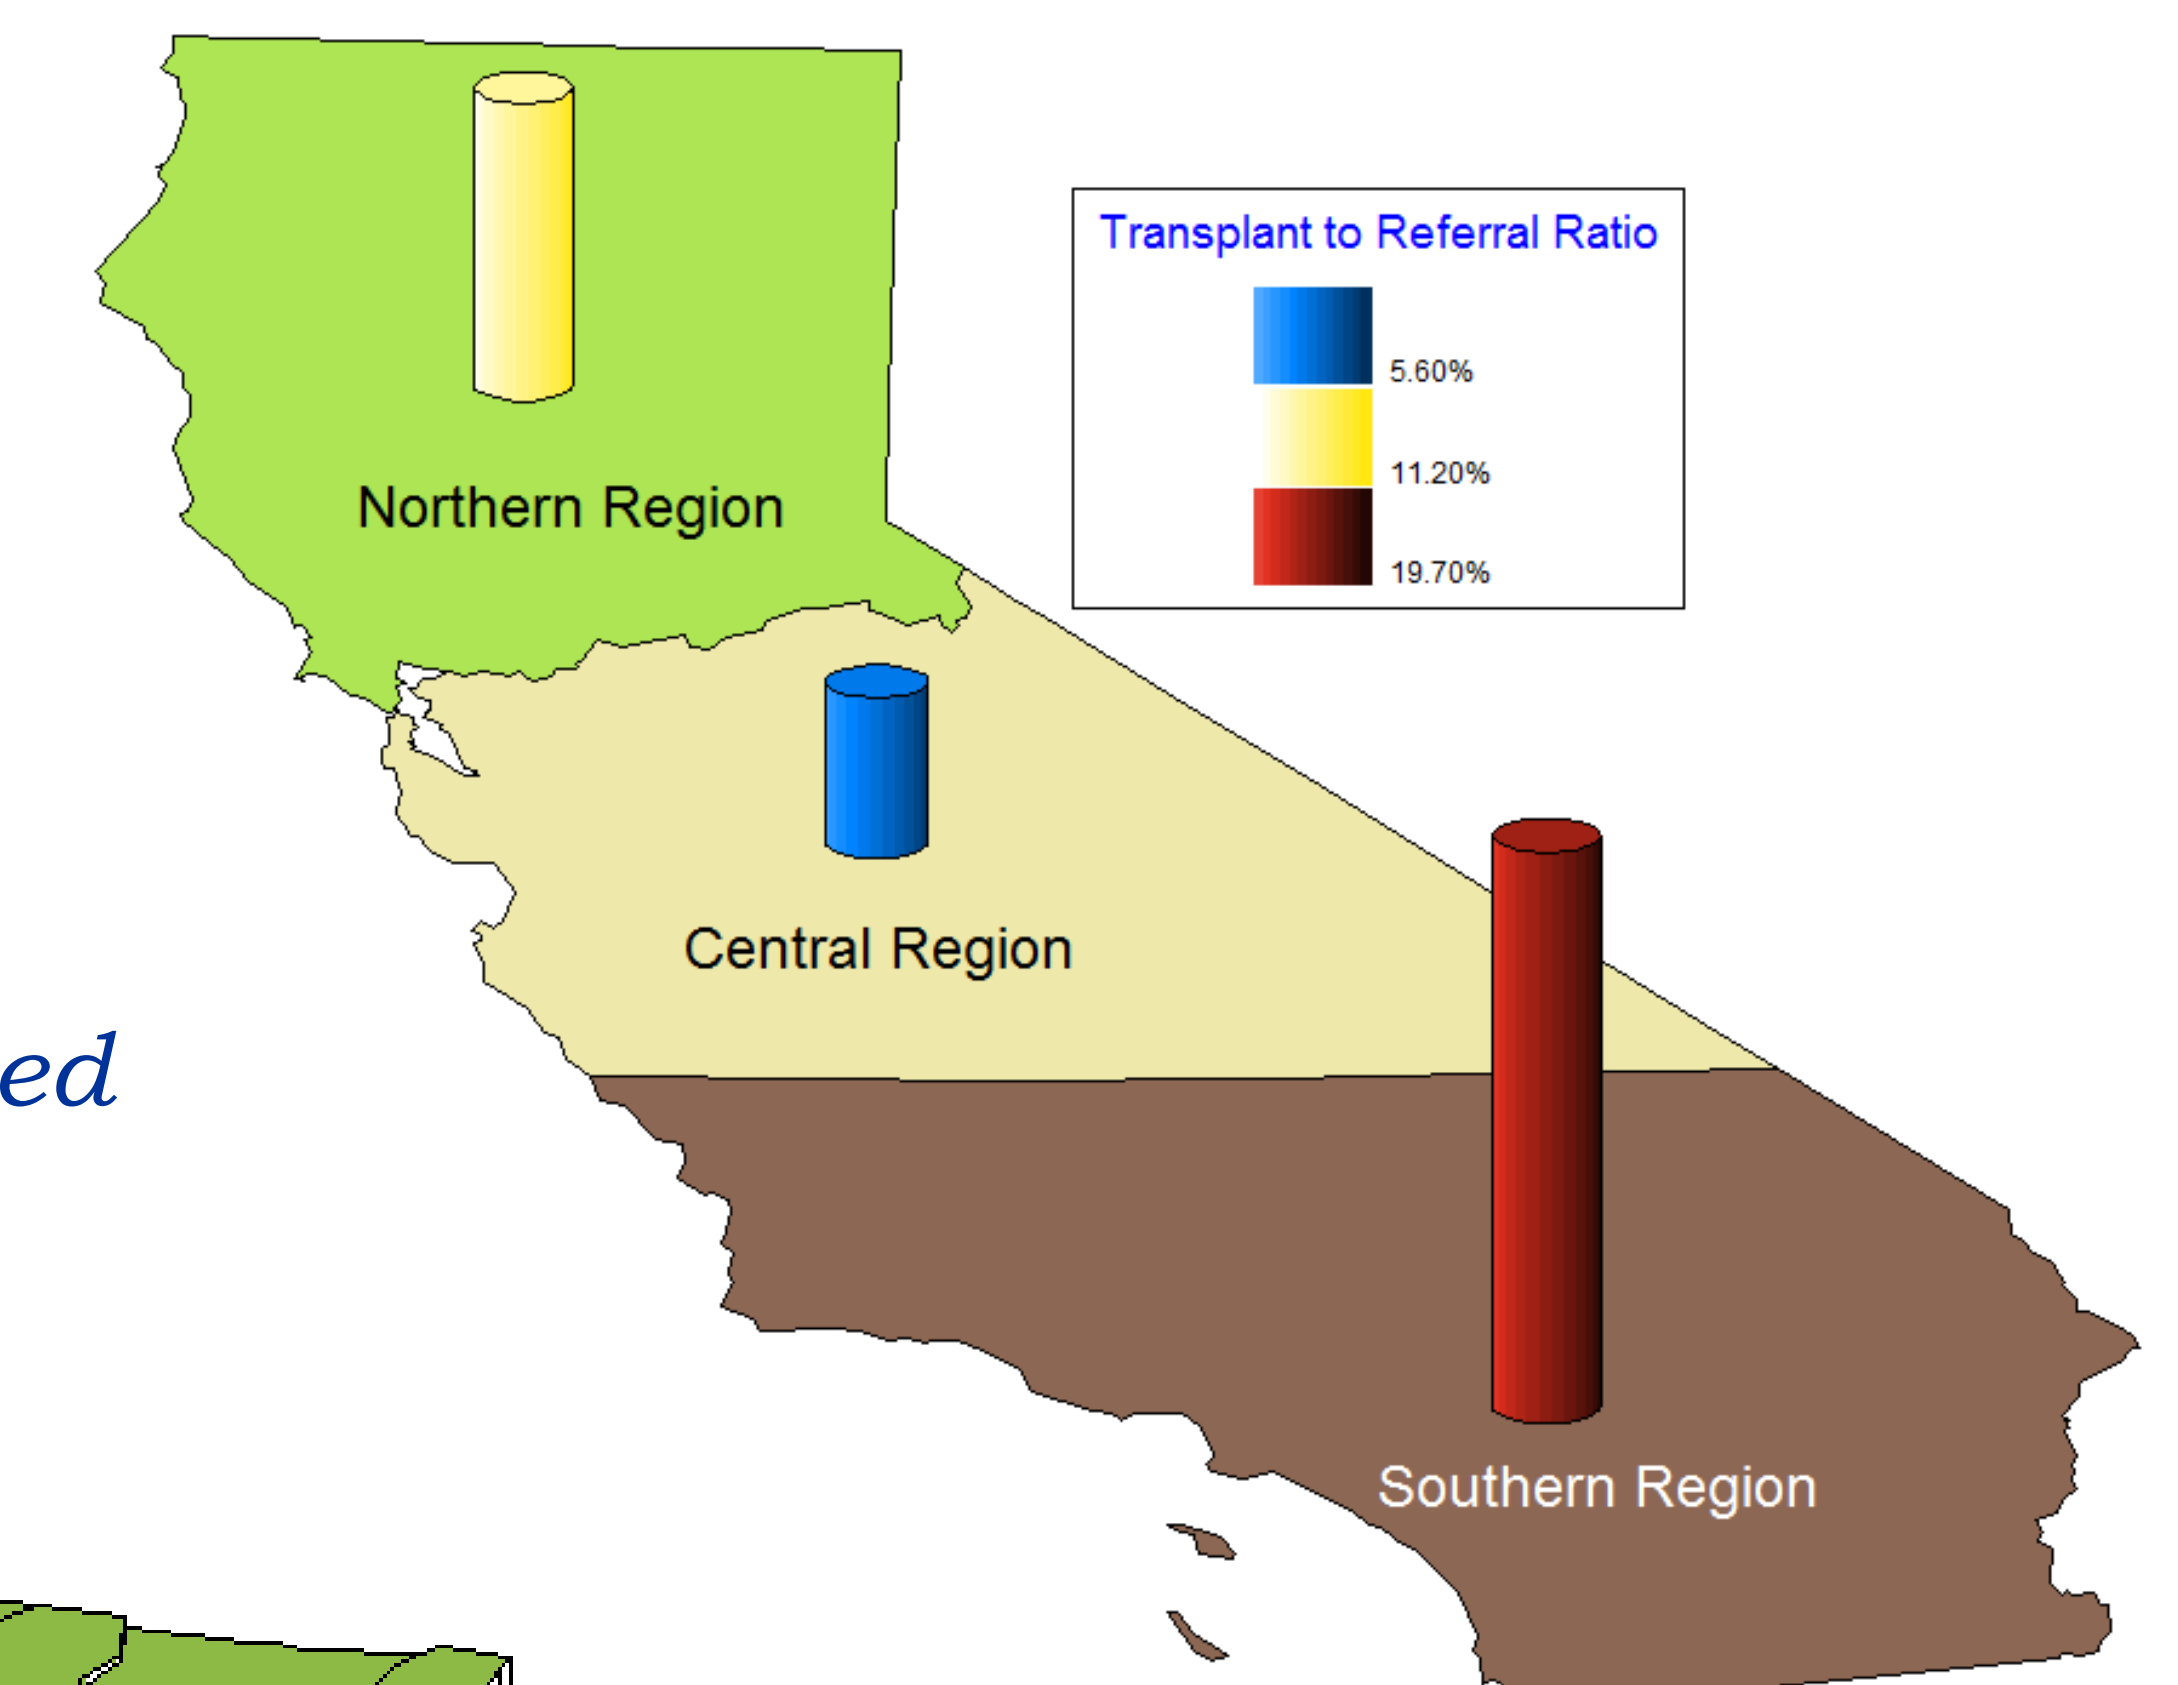 Transplant to Referral Ratio
5.60%
11.20%
19.70%
Northern Region
Central Region
ed
Southern Region